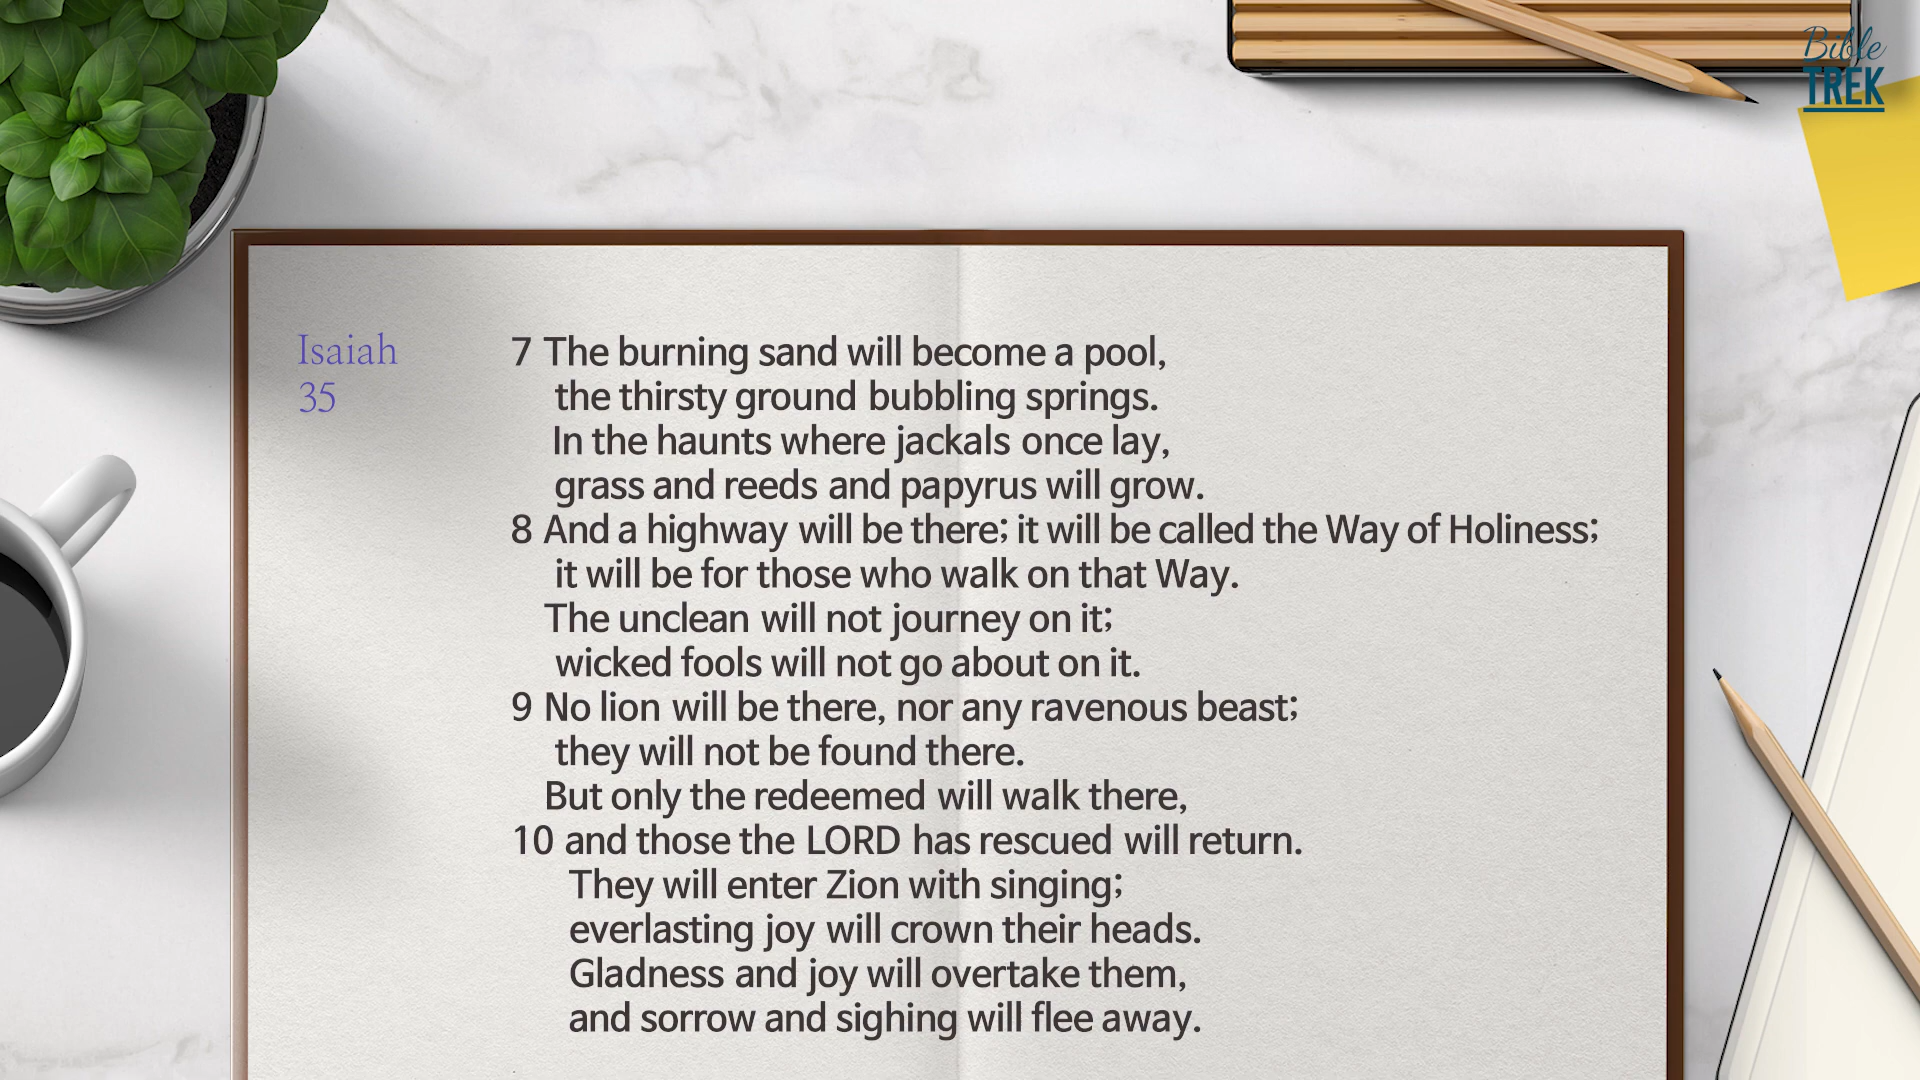 Bible
TREK
Isaiah
35
7 The burning sand will become a pool,
the thirsty ground bubbling springs.
In the haunts where jackals once lay,
grass and reeds and papyrus will grow.
8 And a highway will be there; it will be called the Way of Holiness;
it will be for those who walk on that Way.
The unclean will not journey on it;
wicked fools will not go about on it.
9 No lion will be there, nor any ravenous beast;
they will not be found there.
But only the redeemed will walk there,
10 and those the LORD has rescued will return.
They will enter Zion with singing;
everlasting joy will crown their heads.
Gladness and joy will overtake them,
and sorrow and sighing will flee away.